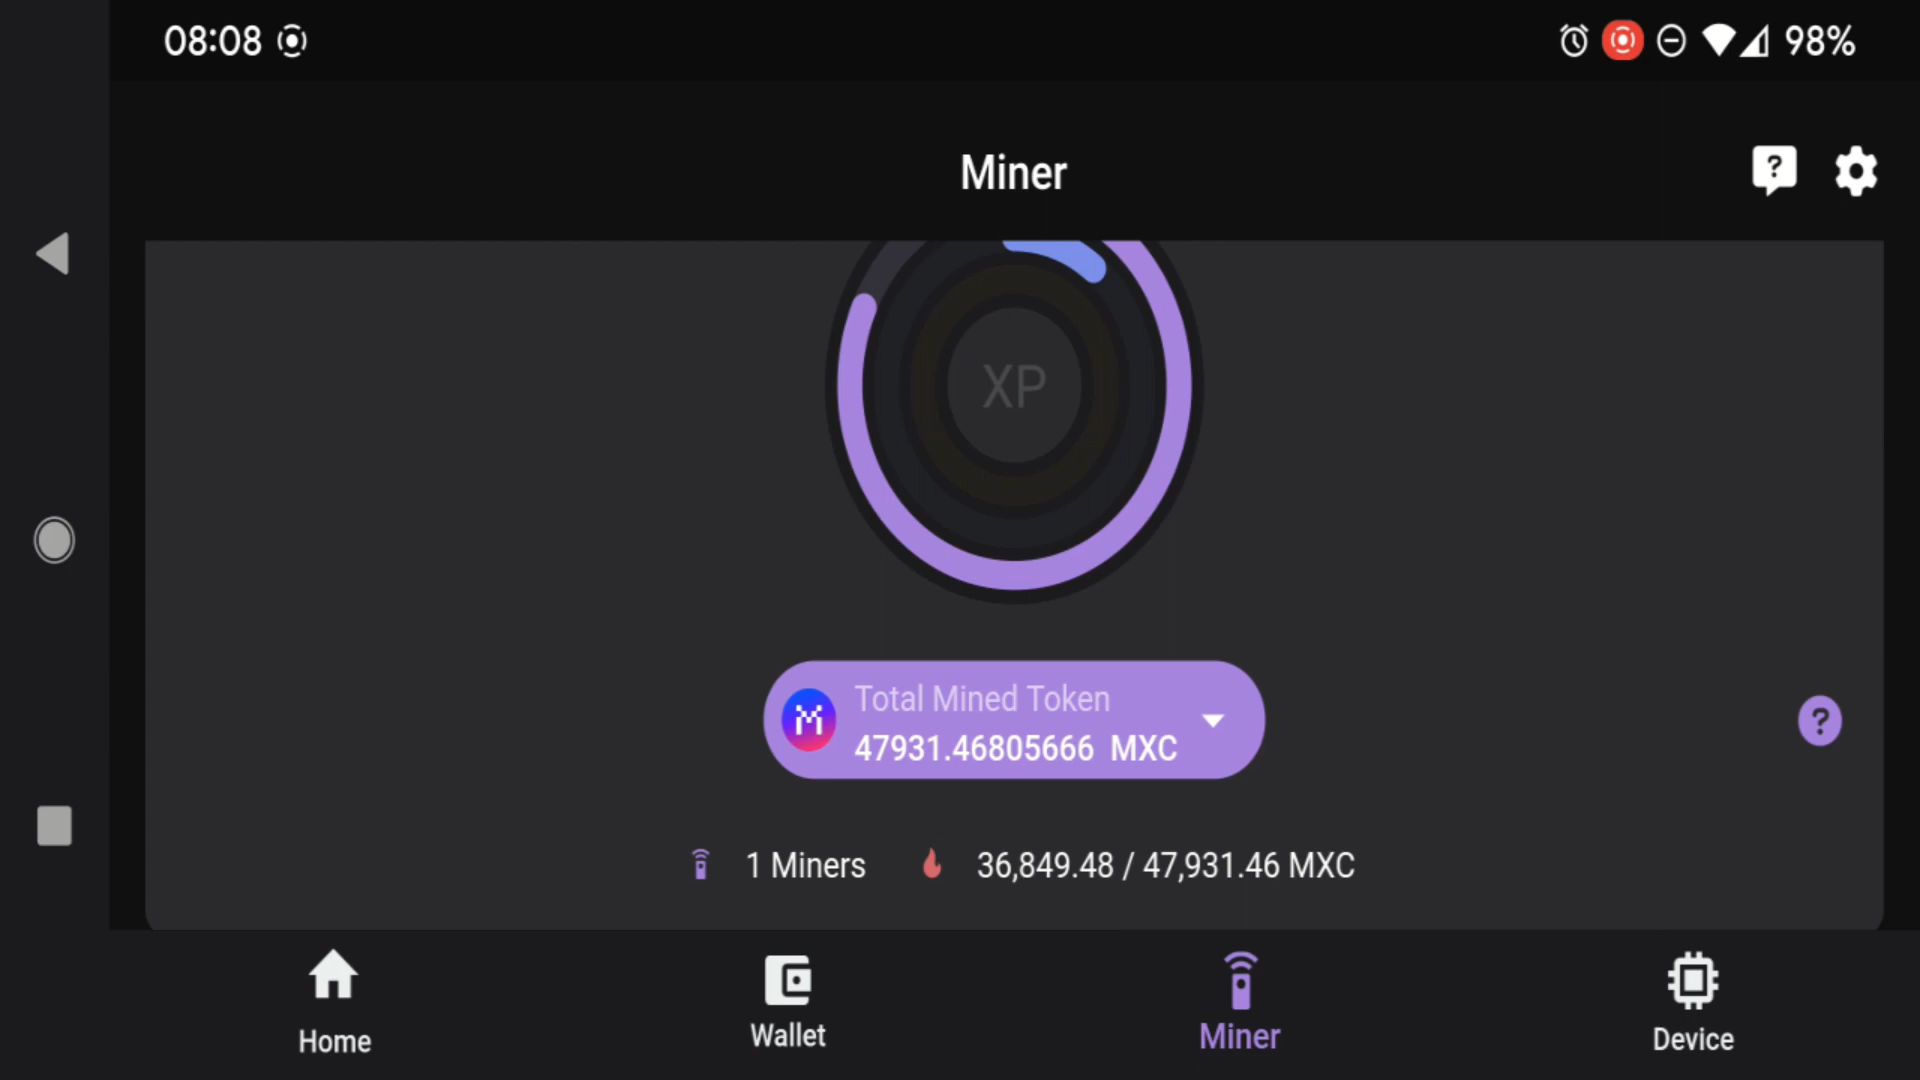 08:08
98%
Miner
XP
Total Mined Token
47931.46805666 MXC
1 Miners
36,849.48 / 47,931.46 MXC
Home
Wallet
Miner
Device